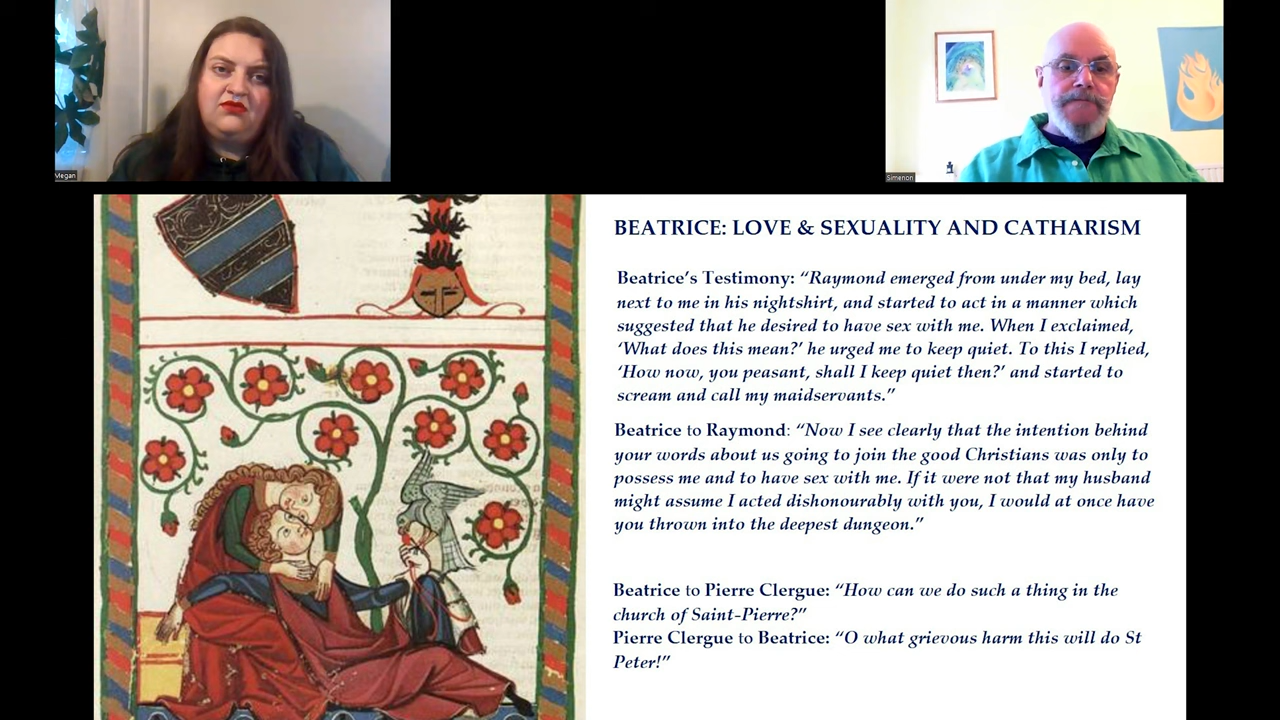 Megan
Simenon
BEATRICE: LOVE & SEXUALITY AND CATHARISM
Beatrice's Testimony: “Raymond emerged from under my bed, lay
next to me in his nightshirt, and started to act in a manner which
suggested that he desired to have sex with me. When I exclaimed,
‘What does this mean?’ he urged me to keep quiet. To this I replied,
‘How now, you peasant, shall I keep quiet then?’ and started to
scream and call my maidservants.”
Beatrice to Raymond: “Now I see clearly that the intention behind
your words about us going to join the good Christians was only to
possess me and to have sex with me. If it were not that my husband
might assume I acted dishonourably with you, I would at once have
you thrown into the deepest dungeon.”
Beatrice to Pierre Clergue: “How can we do such a thing in the
church of Saint-Pierre?”
Pierre Clergue to Beatrice: “O what grievous harm this will do St
Peter!”